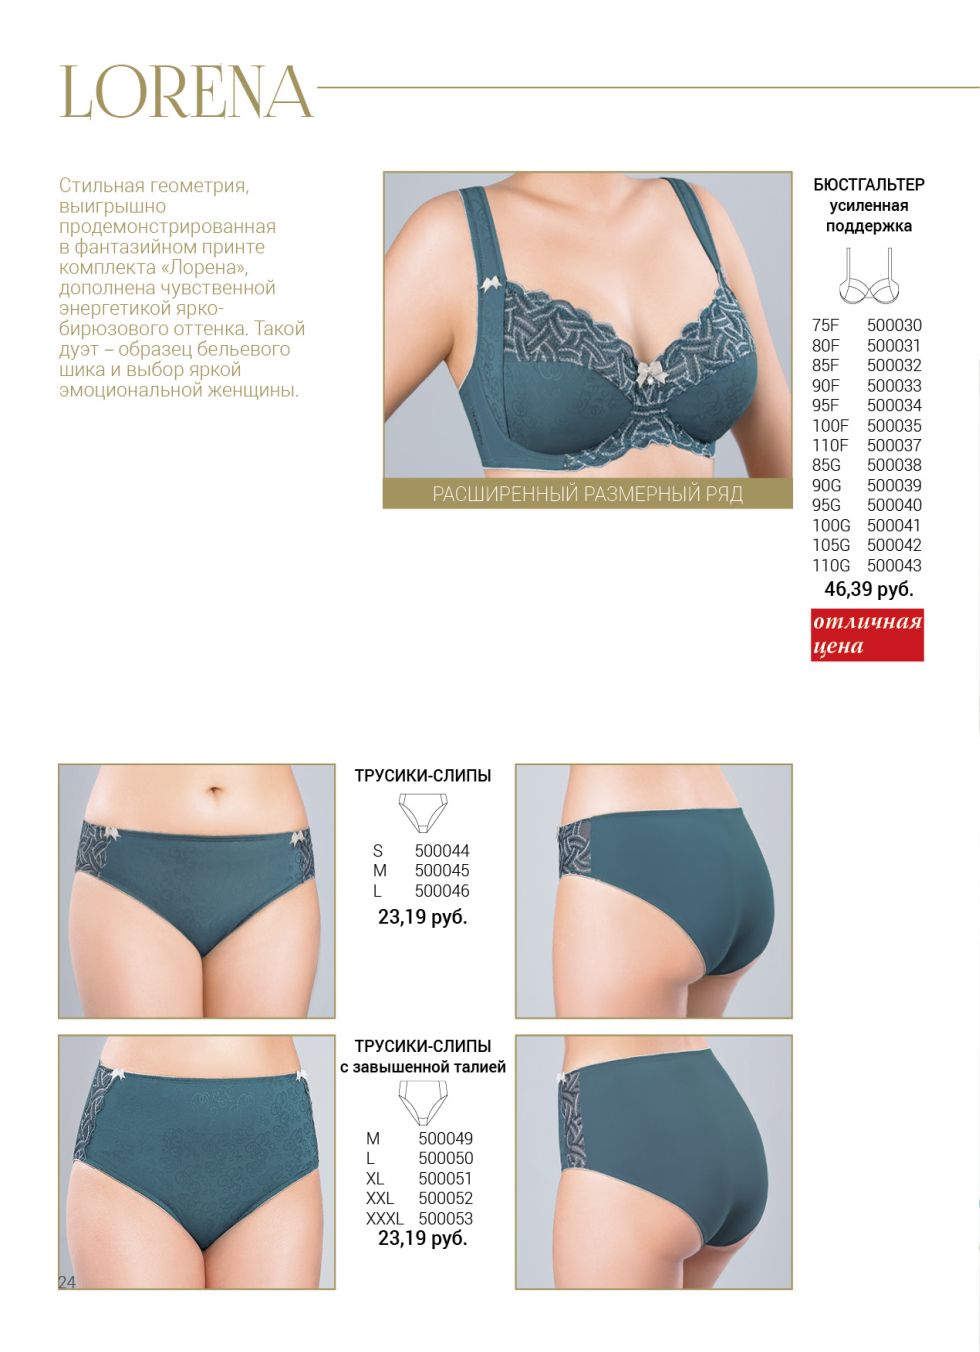 LORENA
Стильная геометрия,
выигрышно
продемонстрированная
в фантазийном принте
комплекта «Лорена»,
дополнена чувственной
энергетикой ярко-
бирюзового оттенка. Такой
дуэт – образец бельевого
шика и выбор яркой
эмоциональной женщины.
РАСШИРЕННЫЙ РАЗМЕРНЫЙ РЯД
БЮСТГАЛЬТЕР
усиленная
поддержка
75F 500030
80F 500031
85F 500032
90F 500033
95F 500034
100F 500035
110F 500037
85G 500038
90G 500039
95G 500040
100G 500041
105G 500042
110G 500043
46,39 руб.
отличная
цена
ТРУСИКИ-СЛИПЫ
S 500044
M 500045
L 500046
23,19 руб.
ТРУСИКИ-СЛИПЫ
с завышенной талией
M 500049
L 500050
XL 500051
XXL 500052
XXXL 500053
23,19 руб.
24